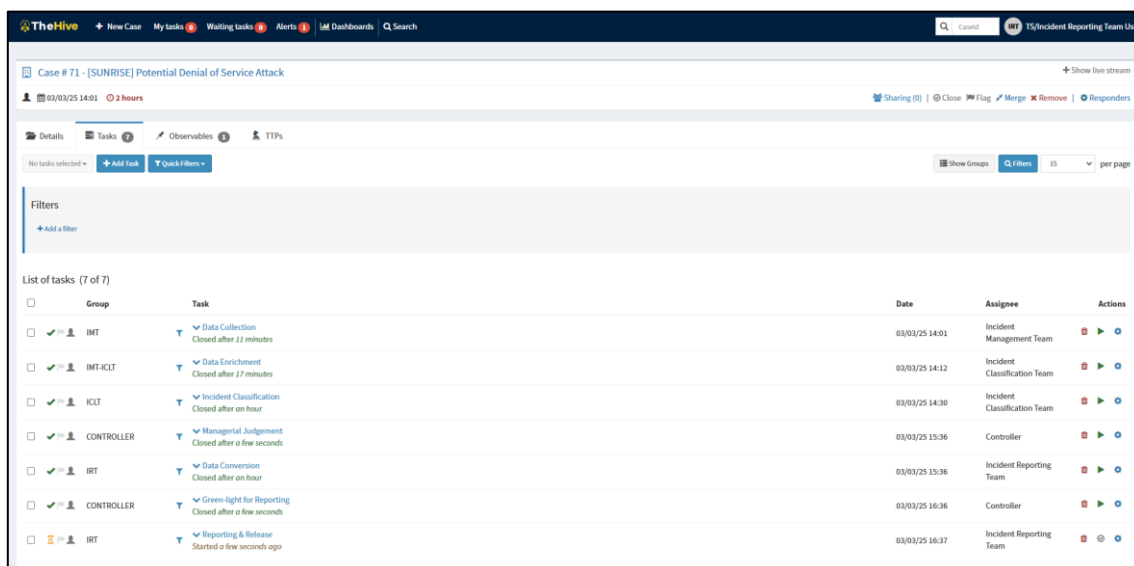 TheHive + New Case My tasks 0 Waiting tasks 0 Alerts 1 Dashboards Search CaseId IRT TS/Incident Reporting Team Us
Case # 71 - [SUNRISE] Potential Denial of Service Attack + Show live stream
03/03/25 14:01 2 hours Sharing (0) | Close Flag Merge Remove | Responders
Details Tasks 7 Observables 1 TTPs
No tasks selected + Add Task Quick Filters Show Groups Filters 15 per page
Filters
+ Add a filter
List of tasks (7 of 7)
Group Task Date Assignee Actions
IMT Data Collection 03/03/25 14:01 Incident Management Team
Closed after 11 minutes
IMT-ICLT Data Enrichment 03/03/25 14:12 Incident Classification Team
Closed after 17 minutes
ICLT Incident Classification 03/03/25 14:30 Incident Classification Team
Closed after an hour
CONTROLLER Managerial Judgement 03/03/25 15:36 Controller
Closed after a few seconds
IRT Data Conversion 03/03/25 15:36 Incident Reporting Team
Closed after an hour
CONTROLLER Green-light for Reporting 03/03/25 16:36 Controller
Closed after a few seconds
IRT Reporting & Release 03/03/25 16:37 Incident Reporting Team
Started a few seconds ago